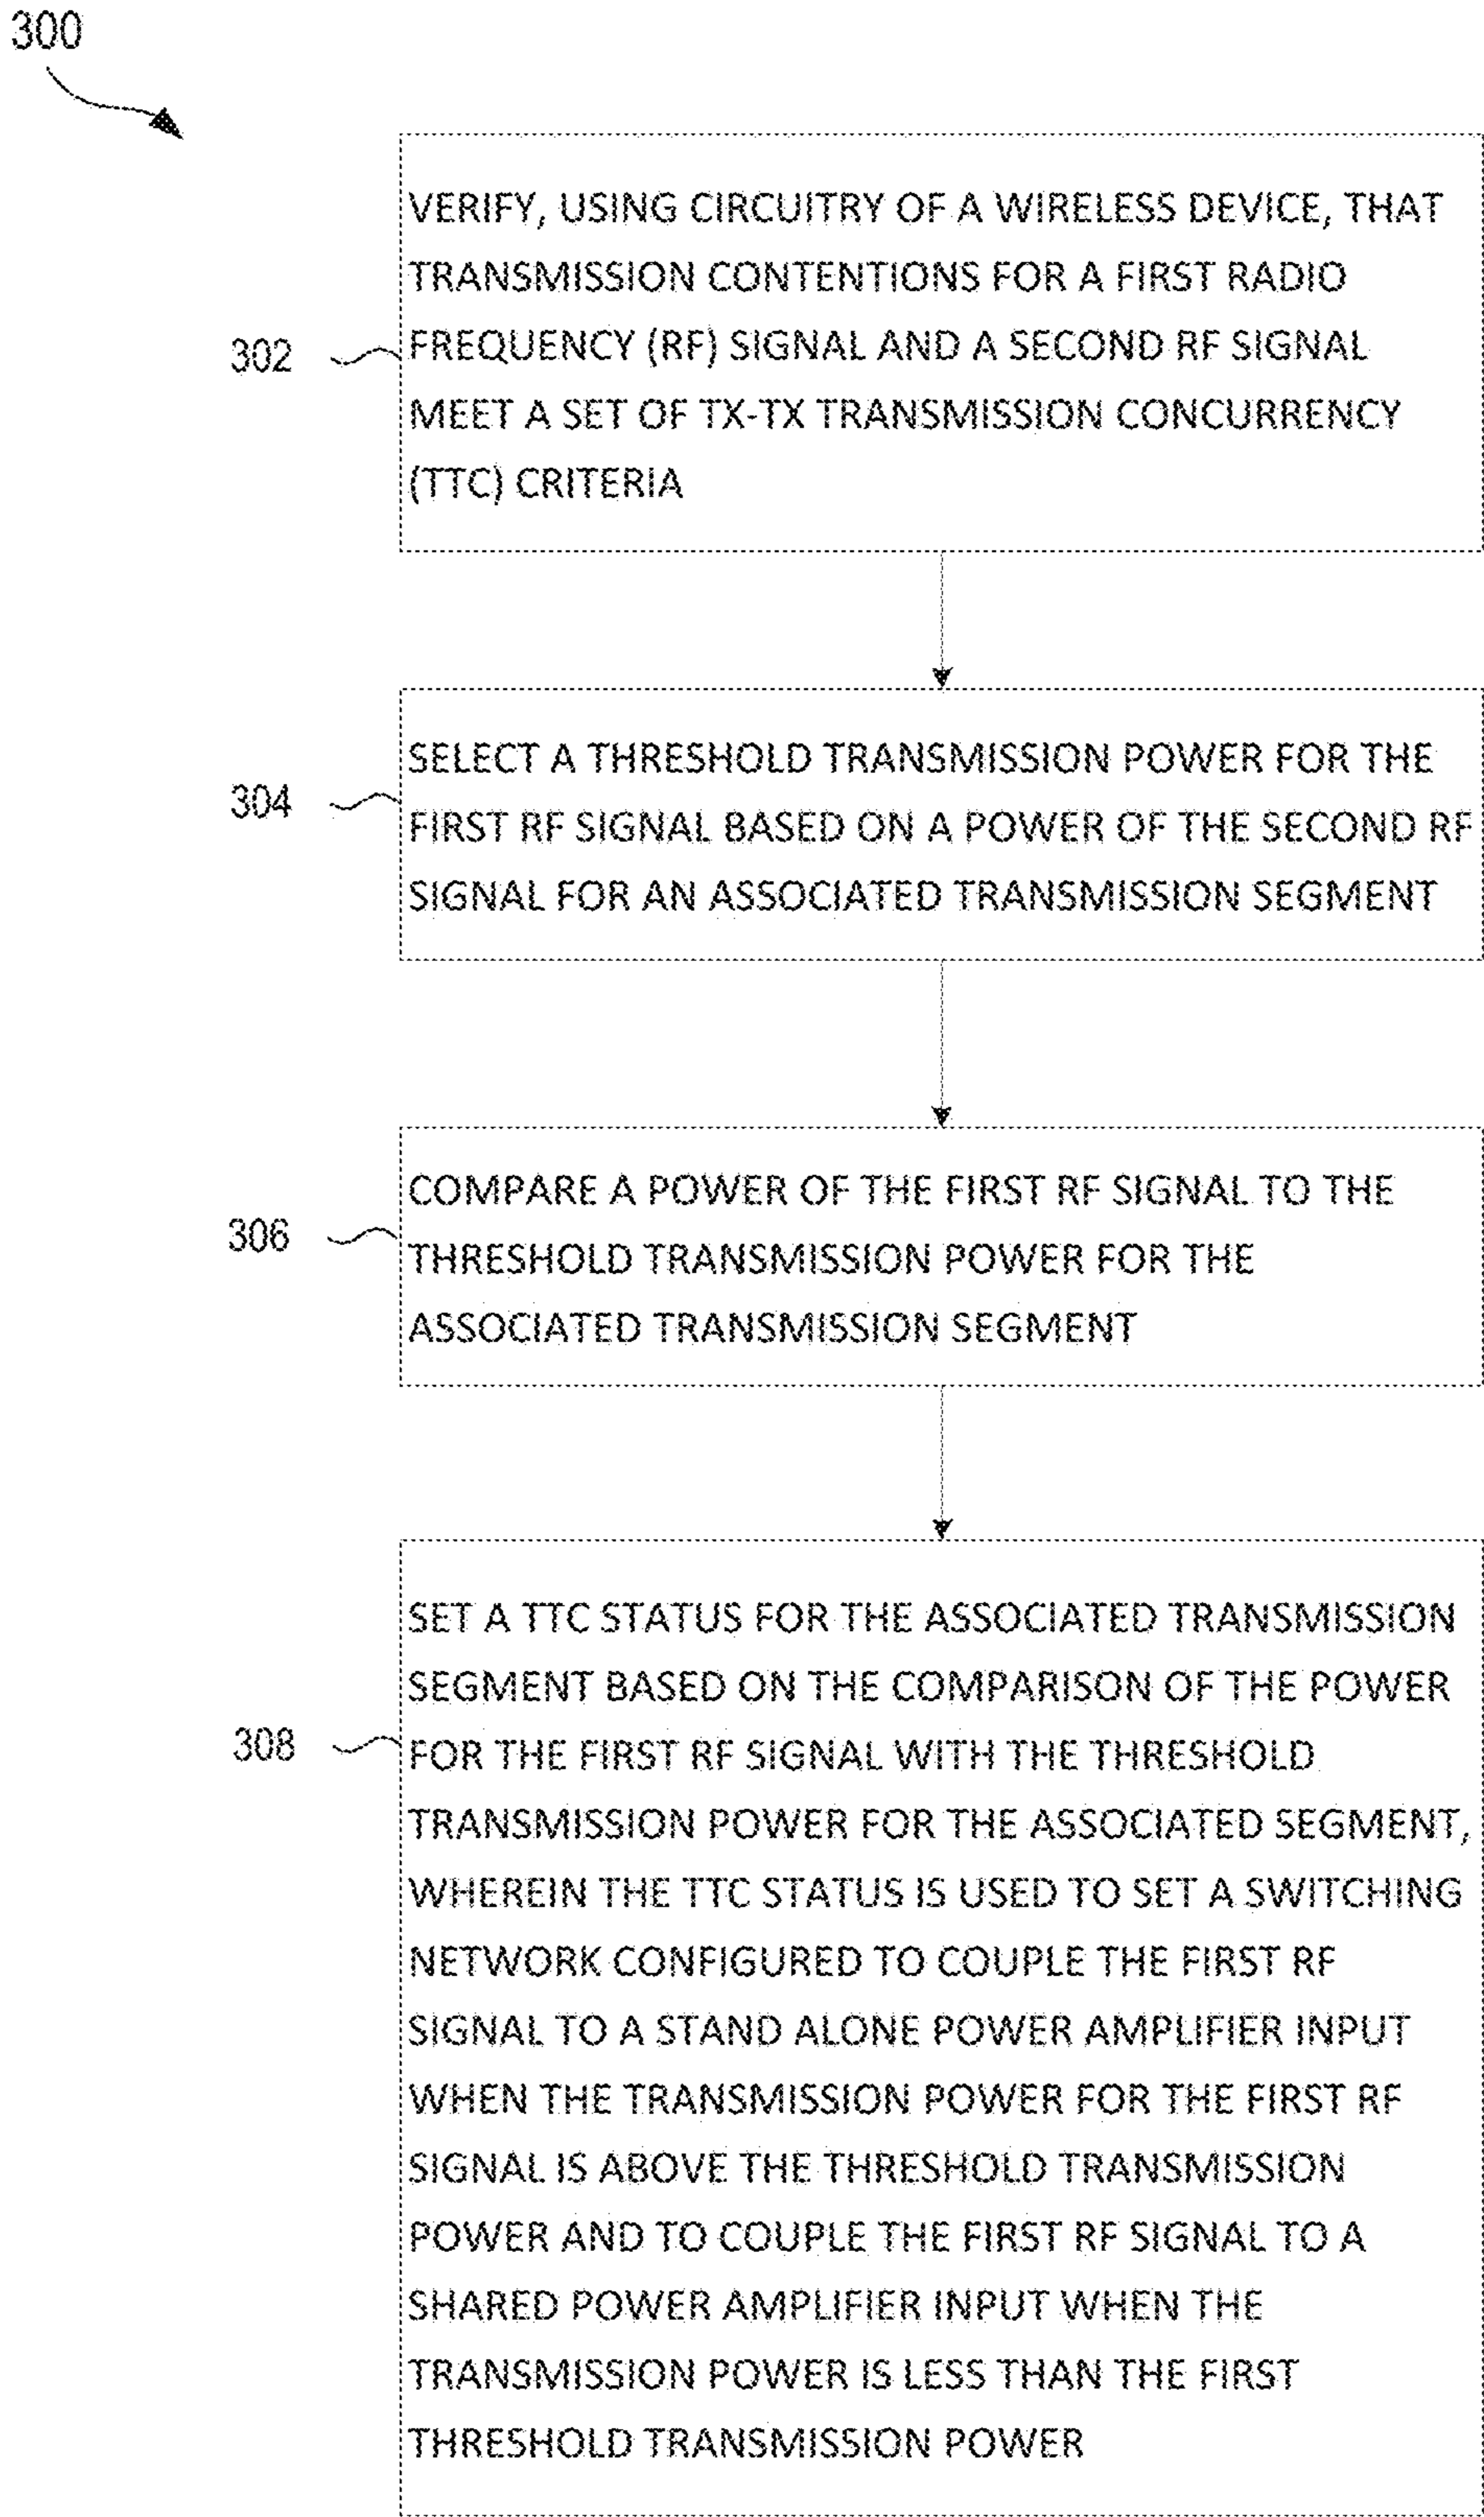 300
VERIFY, USING CIRCUITRY OF A WIRELESS DEVICE, THAT
TRANSMISSION CONTENTIONS FOR A FIRST RADIO
302
FREQUENCY (RF) SIGNAL AND A SECOND RF SIGNAL
MEET A SET OF TX-TX TRANSMISSION CONCURRENCY
(TTC) CRITERIA
SELECT A THRESHOLD TRANSMISSION POWER FOR THE
304
FIRST RF SIGNAL BASED ON A POWER OF THE SECOND RF
SIGNAL FOR AN ASSOCIATED TRANSMISSION SEGMENT
COMPARE A POWER OF THE FIRST RF SIGNAL TO THE
306
THRESHOLD TRANSMISSION POWER FOR THE
ASSOCIATED TRANSMISSION SEGMENT
SET A TTC STATUS FOR THE ASSOCIATED TRANSMISSION
SEGMENT BASED ON THE COMPARISON OF THE POWER
308
FOR THE FIRST RF SIGNAL WITH THE THRESHOLD
TRANSMISSION POWER FOR THE ASSOCIATED SEGMENT,
WHEREIN THE TTC STATUS IS USED TO SET A SWITCHING
NETWORK CONFIGURED TO COUPLE THE FIRST RF
SIGNAL TO A STAND ALONE POWER AMPLIFIER INPUT
WHEN THE TRANSMISSION POWER FOR THE FIRST RF
SIGNAL IS ABOVE THE THRESHOLD TRANSMISSION
POWER AND TO COUPLE THE FIRST RF SIGNAL TO A
SHARED POWER AMPLIFIER INPUT WHEN THE
TRANSMISSION POWER IS LESS THAN THE FIRST
THRESHOLD TRANSMISSION POWER